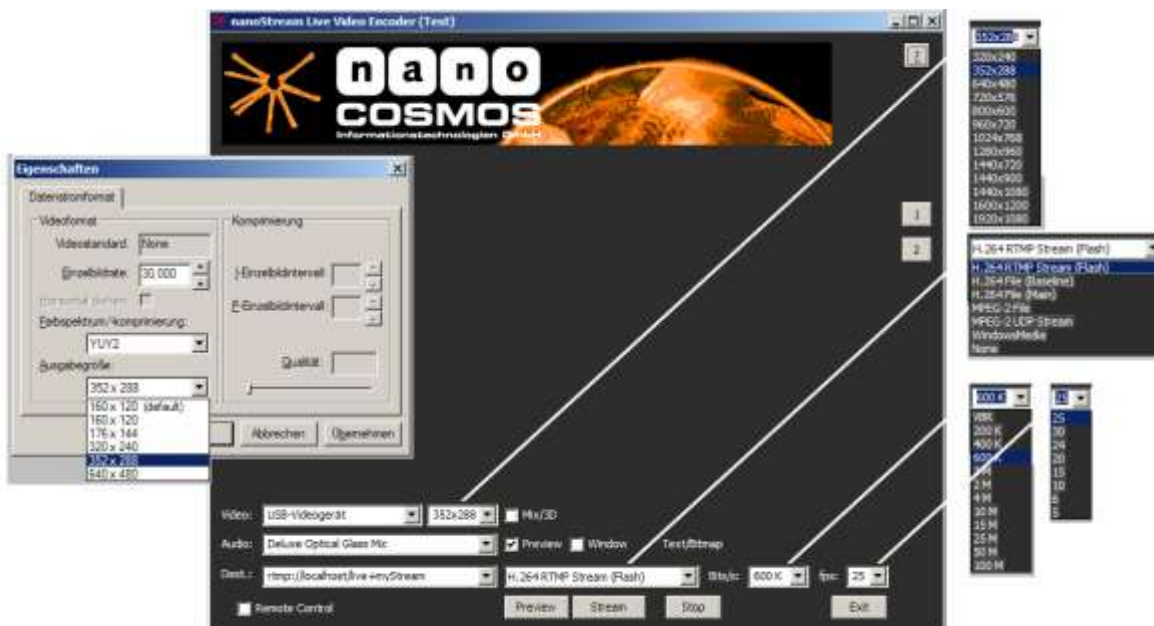 nanoStream Live Video Encoder (Test)
?
nano
COSMOS
Informationstechnologien GmbH
1
2
Video: USB-Videogerät 352x288 Mix/3D
Audio: Deluxe Optical Glass Mic Preview Window Text/Bitmap
Dest.: rtmp://localhost/live+myStream H.264 RTMP Stream (Flash) Bits/s: 600 K fps: 25
Remote Control Preview Stream Stop Exit
Eigenschaften
Datenstromformat
Videoformat
Videostandard: None
Einzelbildrate: 30,000
Horizontal drehen:
Farbspektrum/-komprimierung:
YUY2
Ausgabegröße:
352 x 288
160 x 120 (default)
160 x 120
176 x 144
320 x 240
352 x 288
640 x 480
Komprimierung
I-Einzelbildintervall:
P-Einzelbildintervall:
Qualität:
Abbrechen Übernehmen
352x288
320x240
352x288
640x480
720x576
800x600
960x720
1024x768
1280x960
1440x720
1440x900
1440x1080
1600x1200
1920x1080
H.264 RTMP Stream (Flash)
H.264 RTMP Stream (Flash)
H.264 File (Baseline)
H.264 File (Main)
MPEG-2 File
MPEG-2 UDP Stream
WindowsMedia
None
600 K
VBR
200 K
400 K
600 K
2 M
4 M
10 M
15 M
25 M
50 M
100 M
25
25
30
24
20
15
10
6
5